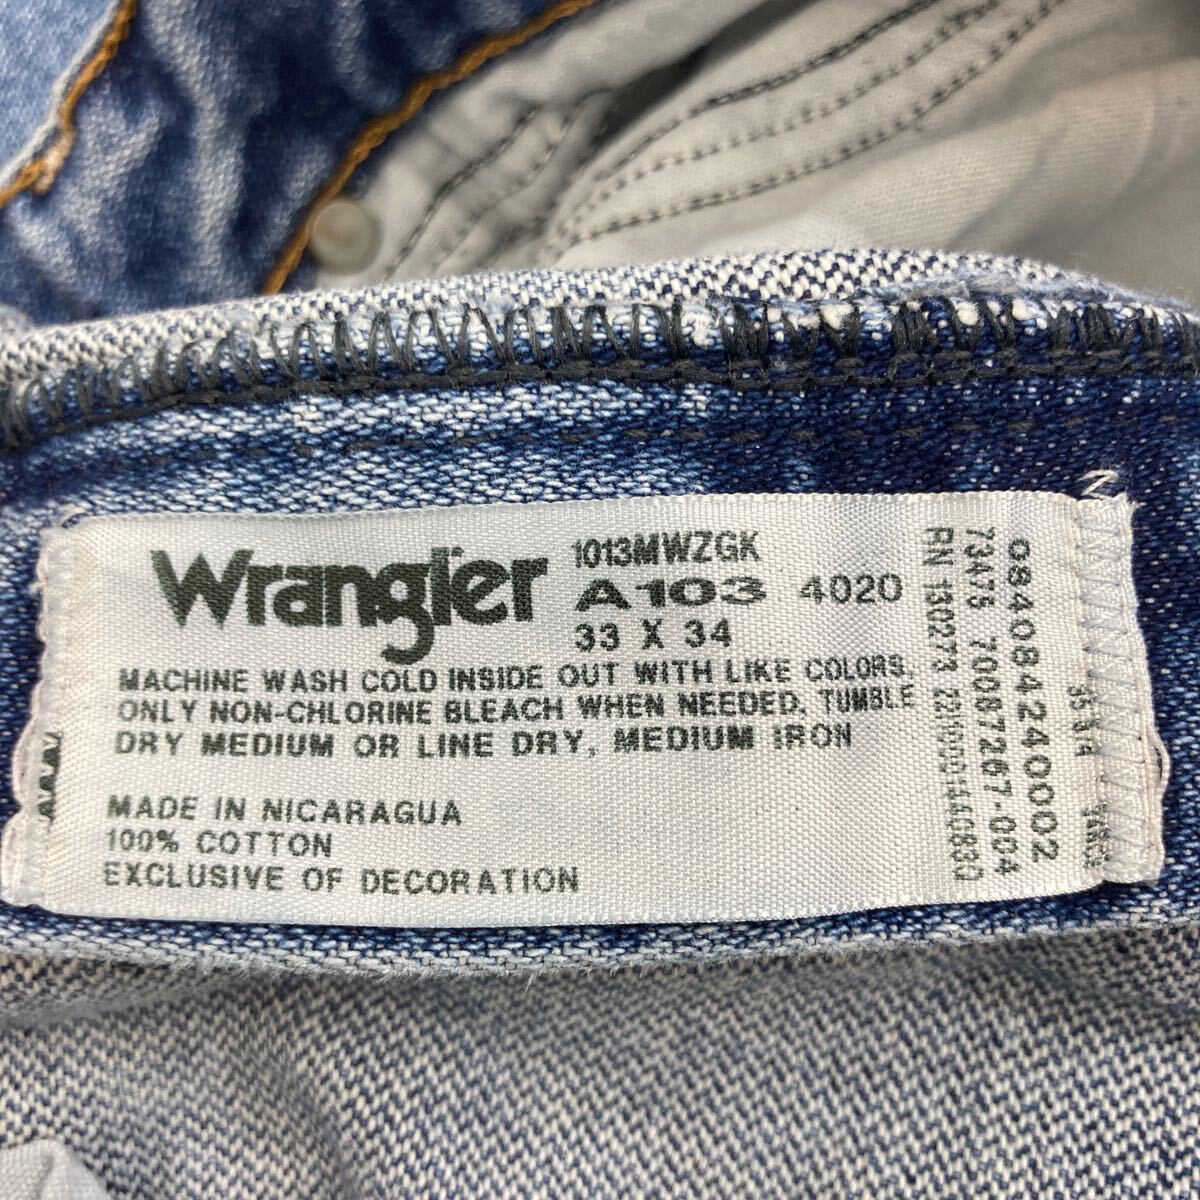 Wrangler
1013MWZGK
A103 4020
33 X 34
MACHINE WASH COLD INSIDE OUT WITH LIKE COLORS.
ONLY NON-CHLORINE BLEACH WHEN NEEDED. TUMBLE
DRY MEDIUM OR LINE DRY, MEDIUM IRON
MADE IN NICARAGUA
100% COTTON
EXCLUSIVE OF DECORATION
084084240002
73475 70087267-004
RN 130273